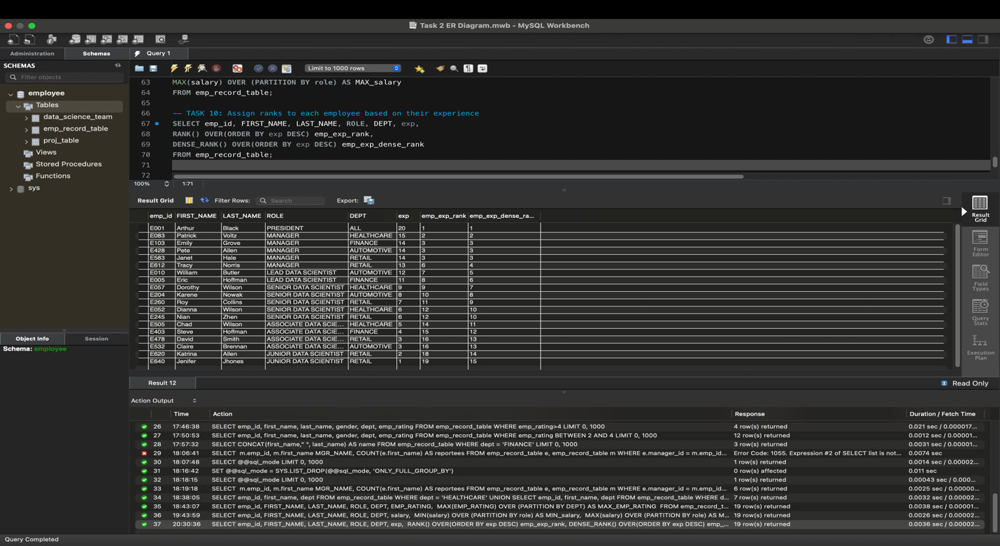 Task 2 ER Diagram.mwb - MySQL Workbench
Administration Schemas Query 1
SCHEMAS
Filter objects
employee
Tables
data_science_team
emp_record_table
proj_table
Views
Stored Procedures
Functions
sys
Object Info Session
Schema: employee
Limit to 1000 rows
63 MAX(salary) OVER (PARTITION BY role) AS MAX_salary
64 FROM emp_record_table;
65
66 -- TASK 10: Assign ranks to each employee based on their experience
67 SELECT emp_id, FIRST_NAME, LAST_NAME, ROLE, DEPT, exp,
68 RANK() OVER(ORDER BY exp DESC) emp_exp_rank,
69 DENSE_RANK() OVER(ORDER BY exp DESC) emp_exp_dense_rank
70 FROM emp_record_table;
71
72
100% 1:71
Result Grid Filter Rows: Search Export:
emp_id FIRST_NAME LAST_NAME ROLE DEPT exp emp_exp_rank emp_exp_dense_ra...
E001 Arthur Black PRESIDENT ALL 20 1 1
E083 Patrick Voltz MANAGER HEALTHCARE 15 2 2
E103 Emily Grove MANAGER FINANCE 14 3 3
E428 Pete Allen MANAGER AUTOMOTIVE 14 3 3
E583 Janet Hale MANAGER RETAIL 14 3 3
E612 Tracy Norris MANAGER RETAIL 13 6 4
E010 William Butler LEAD DATA SCIENTIST AUTOMOTIVE 12 7 5
E005 Eric Hoffman LEAD DATA SCIENTIST FINANCE 11 8 6
E057 Dorothy Wilson SENIOR DATA SCIENTIST HEALTHCARE 9 9 7
E204 Karene Nowak SENIOR DATA SCIENTIST AUTOMOTIVE 8 10 8
E260 Roy Collins SENIOR DATA SCIENTIST RETAIL 7 11 9
E052 Dianna Wilson SENIOR DATA SCIENTIST HEALTHCARE 6 12 10
E245 Nian Zhen SENIOR DATA SCIENTIST RETAIL 6 12 10
E505 Chad Wilson ASSOCIATE DATA SCIE... HEALTHCARE 5 14 11
E403 Steve Hoffman ASSOCIATE DATA SCIE... FINANCE 4 15 12
E478 David Smith ASSOCIATE DATA SCIE... RETAIL 3 16 13
E532 Claire Brennan ASSOCIATE DATA SCIE... AUTOMOTIVE 3 16 13
E620 Katrina Allen JUNIOR DATA SCIENTIST RETAIL 2 18 14
E640 Jenifer Jhones JUNIOR DATA SCIENTIST RETAIL 1 19 15
Result Grid
Form Editor
Field Types
Query Stats
Execution Plan
Result 12 Read Only
Action Output
Time Action Response Duration / Fetch Time
26 17:46:38 SELECT emp_id, first_name, last_name, gender, dept, emp_rating FROM emp_record_table WHERE emp_rating>4 LIMIT 0, 1000 4 row(s) returned 0.021 sec / 0.000017...
27 17:50:53 SELECT emp_id, first_name, last_name, gender, dept, emp_rating FROM emp_record_table WHERE emp_rating BETWEEN 2 AND 4 LIMIT 0, 1000 12 row(s) returned 0.0012 sec / 0.00001...
28 17:57:32 SELECT CONCAT(first_name," ", last_name) AS name FROM emp_record_table WHERE dept = 'FINANCE' LIMIT 0, 1000 3 row(s) returned 0.0031 sec / 0.00001...
29 18:06:41 SELECT m.emp_id, m.first_name MGR_NAME, COUNT(e.first_name) AS reportees FROM emp_record_table e, emp_record_table m WHERE e.manager_id = m.emp_id... Error Code: 1055. Expression #2 of SELECT list is not... 0.0074 sec
30 18:07:48 SELECT @@sql_mode LIMIT 0, 1000 1 row(s) returned 0.0014 sec / 0.00002...
31 18:16:42 SET @@sql_mode = SYS.LIST_DROP(@@sql_mode, 'ONLY_FULL_GROUP_BY') 0 row(s) affected 0.011 sec
32 18:18:15 SELECT @@sql_mode LIMIT 0, 1000 1 row(s) returned 0.00043 sec / 0.000...
33 18:19:18 SELECT m.emp_id, m.first_name MGR_NAME, COUNT(e.first_name) AS reportees FROM emp_record_table e, emp_record_table m WHERE e.manager_id = m.emp_id... 6 row(s) returned 0.0025 sec / 0.00000...
34 18:38:05 SELECT emp_id, first_name, dept FROM emp_record_table WHERE dept = 'HEALTHCARE' UNION SELECT emp_id, first_name, dept FROM emp_record_table WHERE d... 7 row(s) returned 0.0032 sec / 0.00002...
35 18:43:07 SELECT emp_id, FIRST_NAME, LAST_NAME, ROLE, DEPT, EMP_RATING, MAX(EMP_RATING) OVER (PARTITION BY DEPT) AS MAX_EMP_RATING FROM emp_record_t... 19 row(s) returned 0.0038 sec / 0.00001...
36 19:43:59 SELECT emp_id, FIRST_NAME, LAST_NAME, ROLE, DEPT, salary, MIN(salary) OVER (PARTITION BY role) AS MIN_salary, MAX(salary) OVER (PARTITION BY role) AS M... 19 row(s) returned 0.0026 sec / 0.00002...
37 20:30:36 SELECT emp_id, FIRST_NAME, LAST_NAME, ROLE, DEPT, exp, RANK() OVER(ORDER BY exp DESC) emp_exp_rank, DENSE_RANK() OVER(ORDER BY exp DESC) emp_... 19 row(s) returned 0.0036 sec / 0.00002...
Query Completed